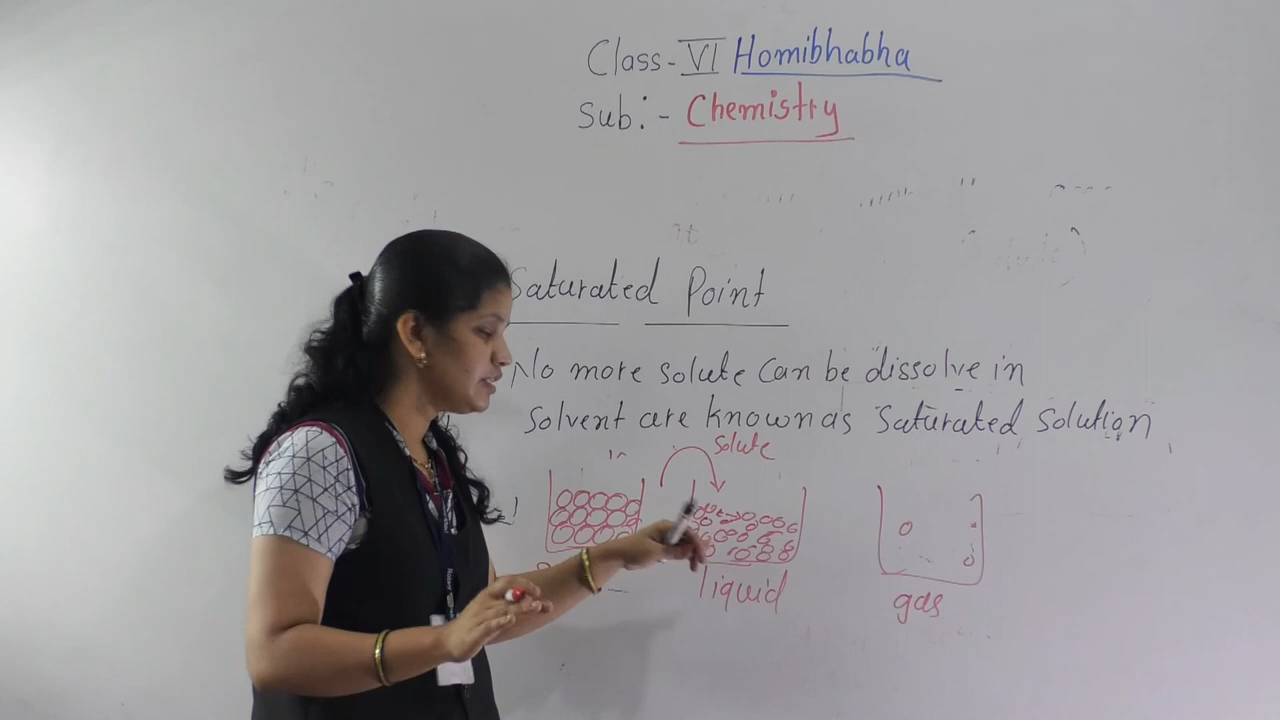 Class - VI Homibhabha
Sub :- Chemistry
Saturated Point
No more solute can be dissolve in
solvent are known as saturated solution
solute
liquid
gas